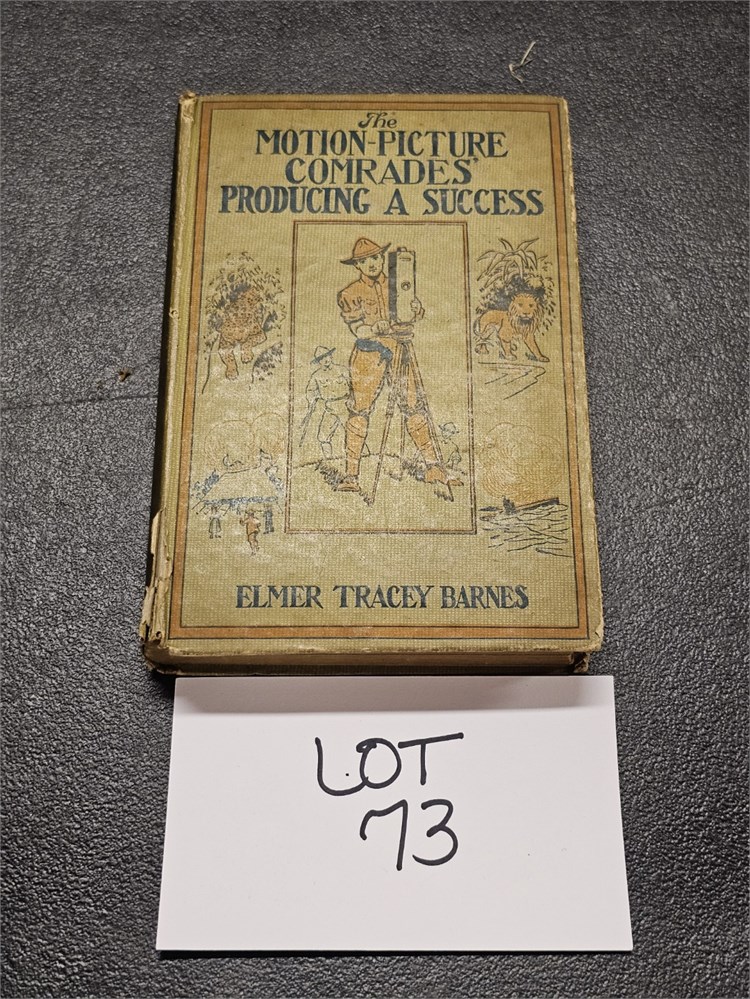 The
MOTION-PICTURE
COMRADES'
PRODUCING A SUCCESS
ELMER TRACEY BARNES
LOT
73